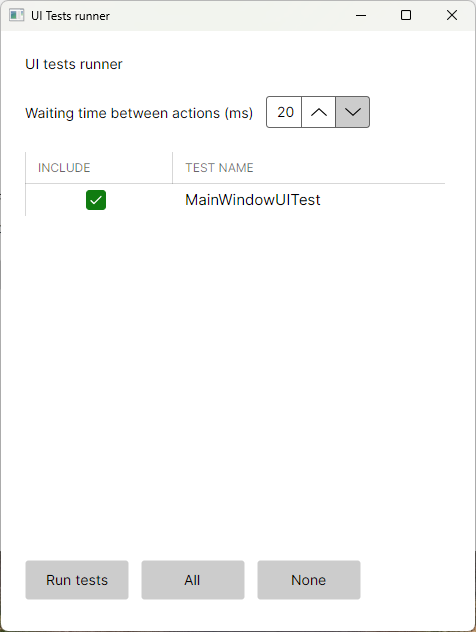 UI Tests runner
UI tests runner
Waiting time between actions (ms) 20
INCLUDE TEST NAME
MainWindowUITest
Run tests All None